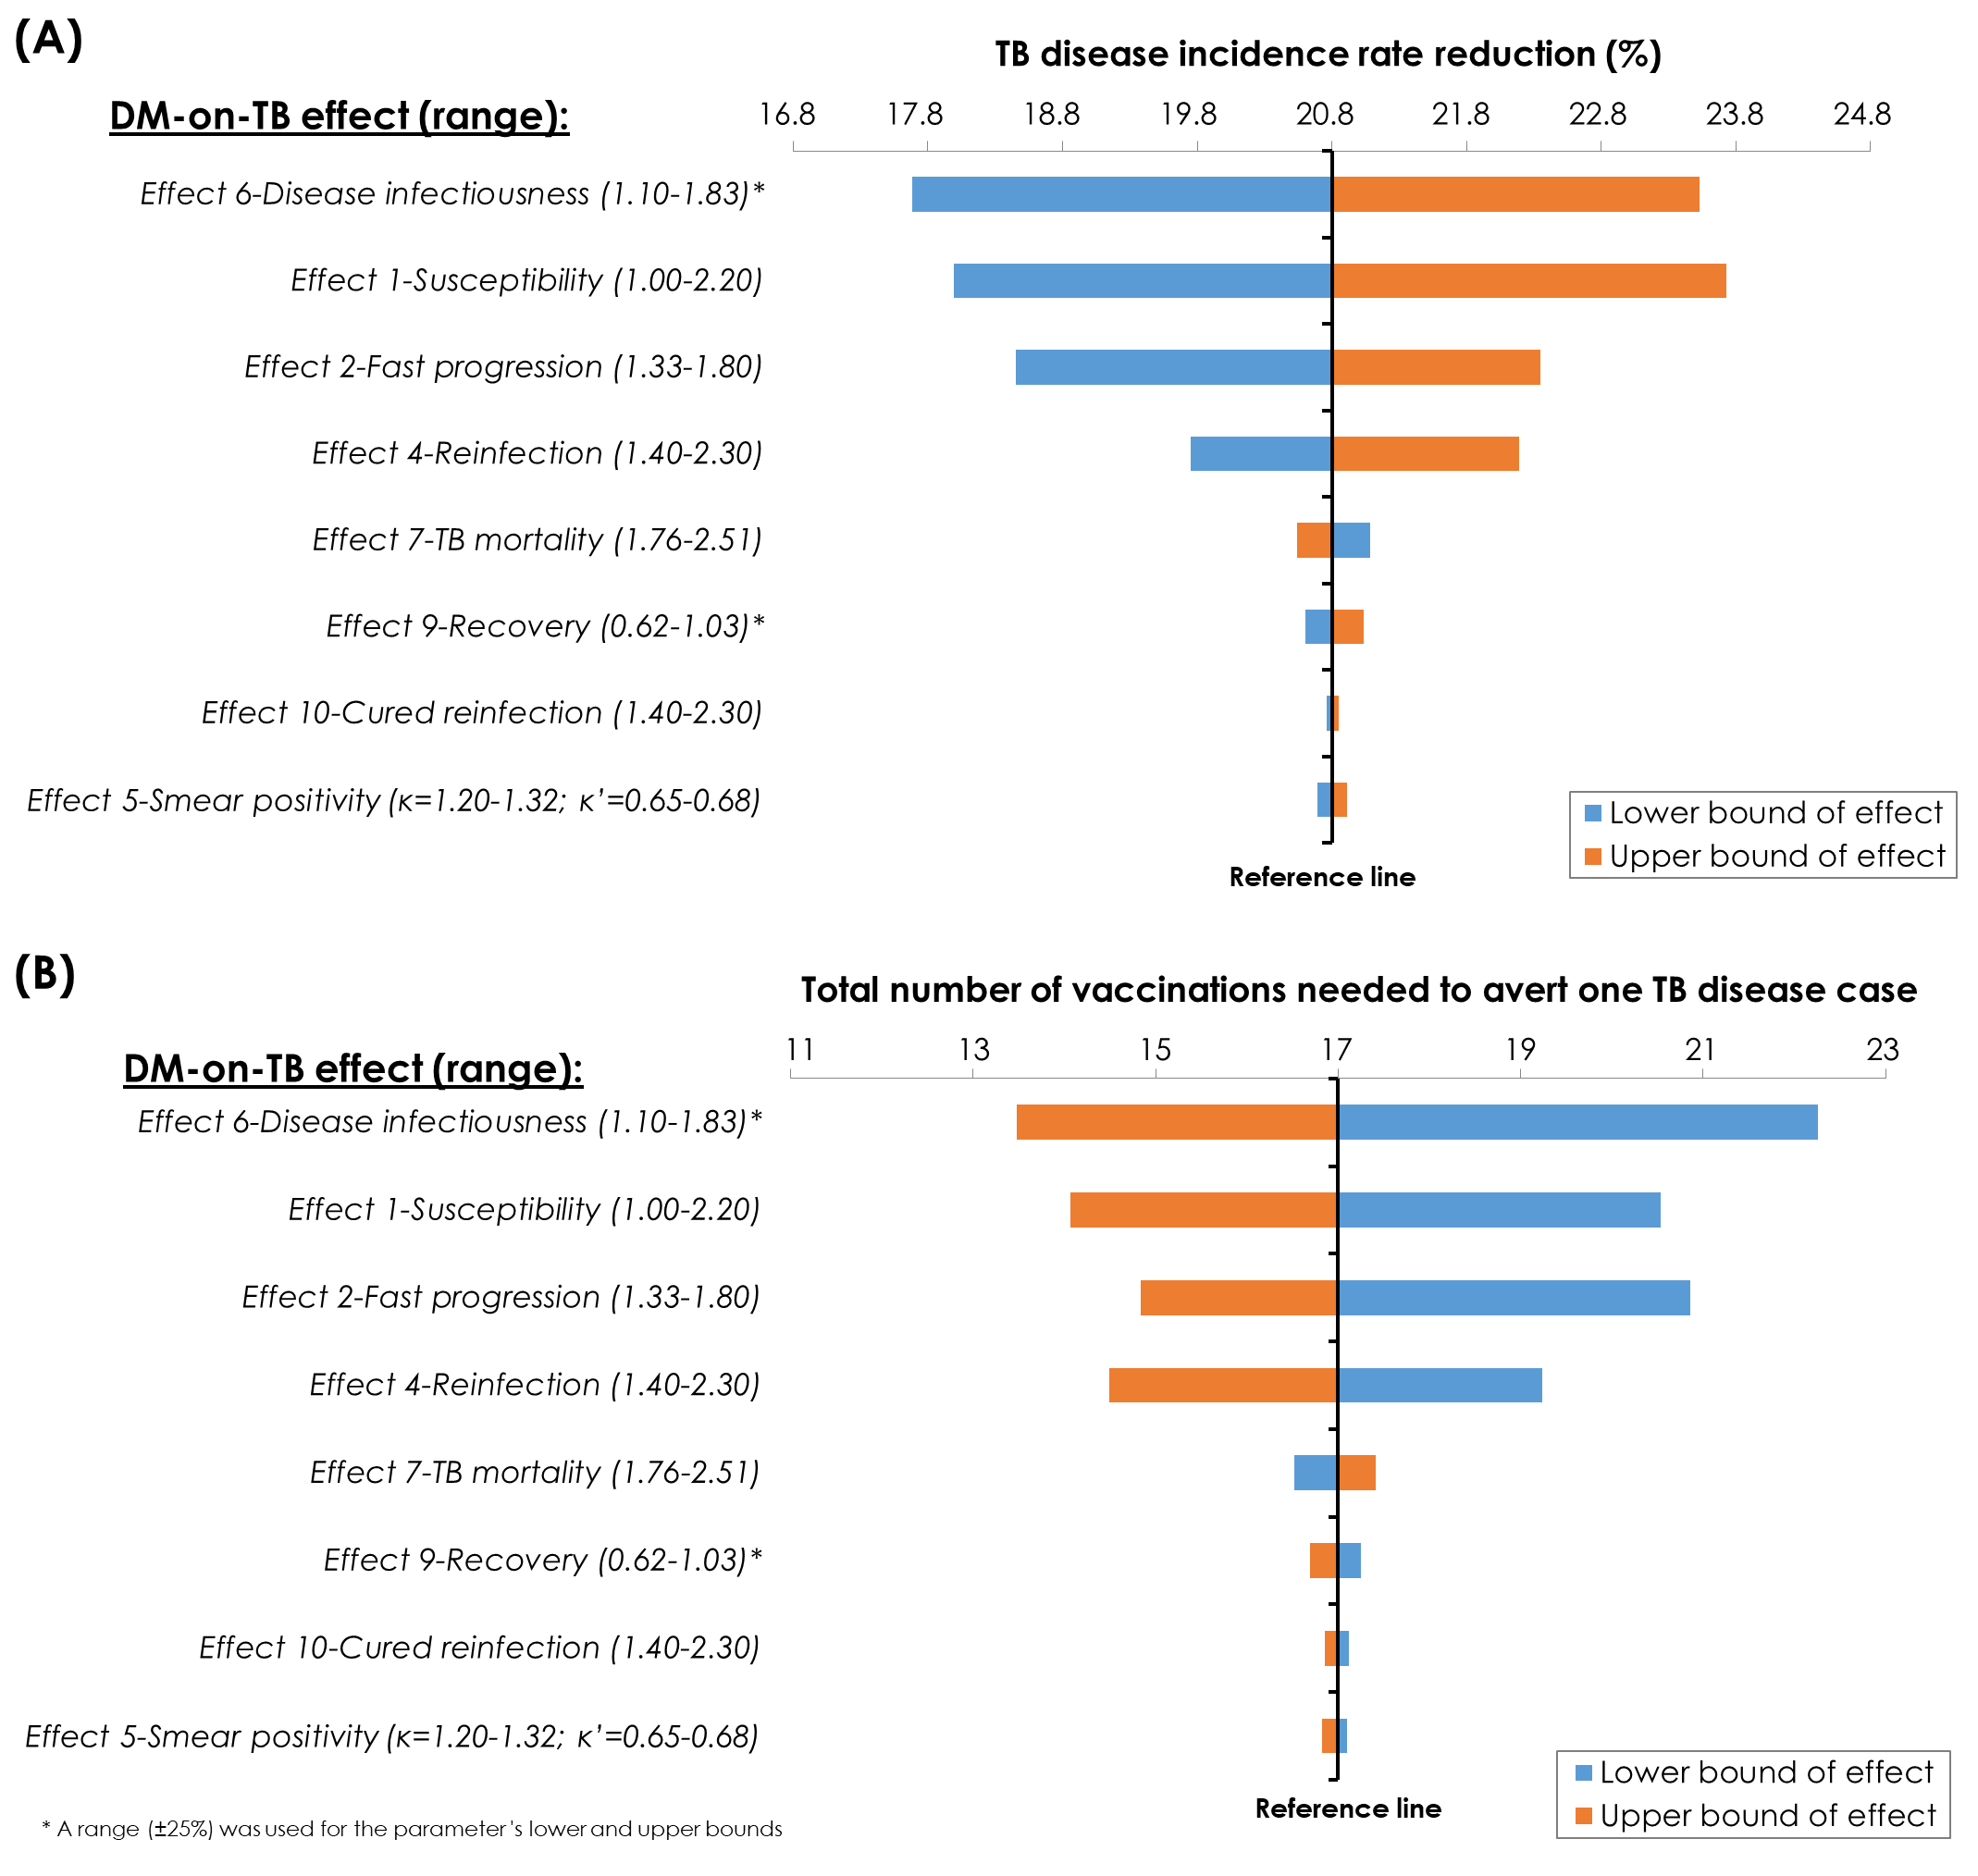 (A)
TB disease incidence rate reduction (%)
DM-on-TB effect (range):
16.8 17.8 18.8 19.8 20.8 21.8 22.8 23.8 24.8
Effect 6-Disease infectiousness (1.10-1.83)*
Effect 1-Susceptibility (1.00-2.20)
Effect 2-Fast progression (1.33-1.80)
Effect 4-Reinfection (1.40-2.30)
Effect 7-TB mortality (1.76-2.51)
Effect 9-Recovery (0.62-1.03)*
Effect 10-Cured reinfection (1.40-2.30)
Effect 5-Smear positivity (κ=1.20-1.32; κ'=0.65-0.68)
Lower bound of effect
Upper bound of effect
Reference line
(B)
Total number of vaccinations needed to avert one TB disease case
11 13 15 17 19 21 23
DM-on-TB effect (range):
Effect 6-Disease infectiousness (1.10-1.83)*
Effect 1-Susceptibility (1.00-2.20)
Effect 2-Fast progression (1.33-1.80)
Effect 4-Reinfection (1.40-2.30)
Effect 7-TB mortality (1.76-2.51)
Effect 9-Recovery (0.62-1.03)*
Effect 10-Cured reinfection (1.40-2.30)
Effect 5-Smear positivity (κ=1.20-1.32; κ'=0.65-0.68)
Lower bound of effect
Upper bound of effect
Reference line
* A range (±25%) was used for the parameter's lower and upper bounds